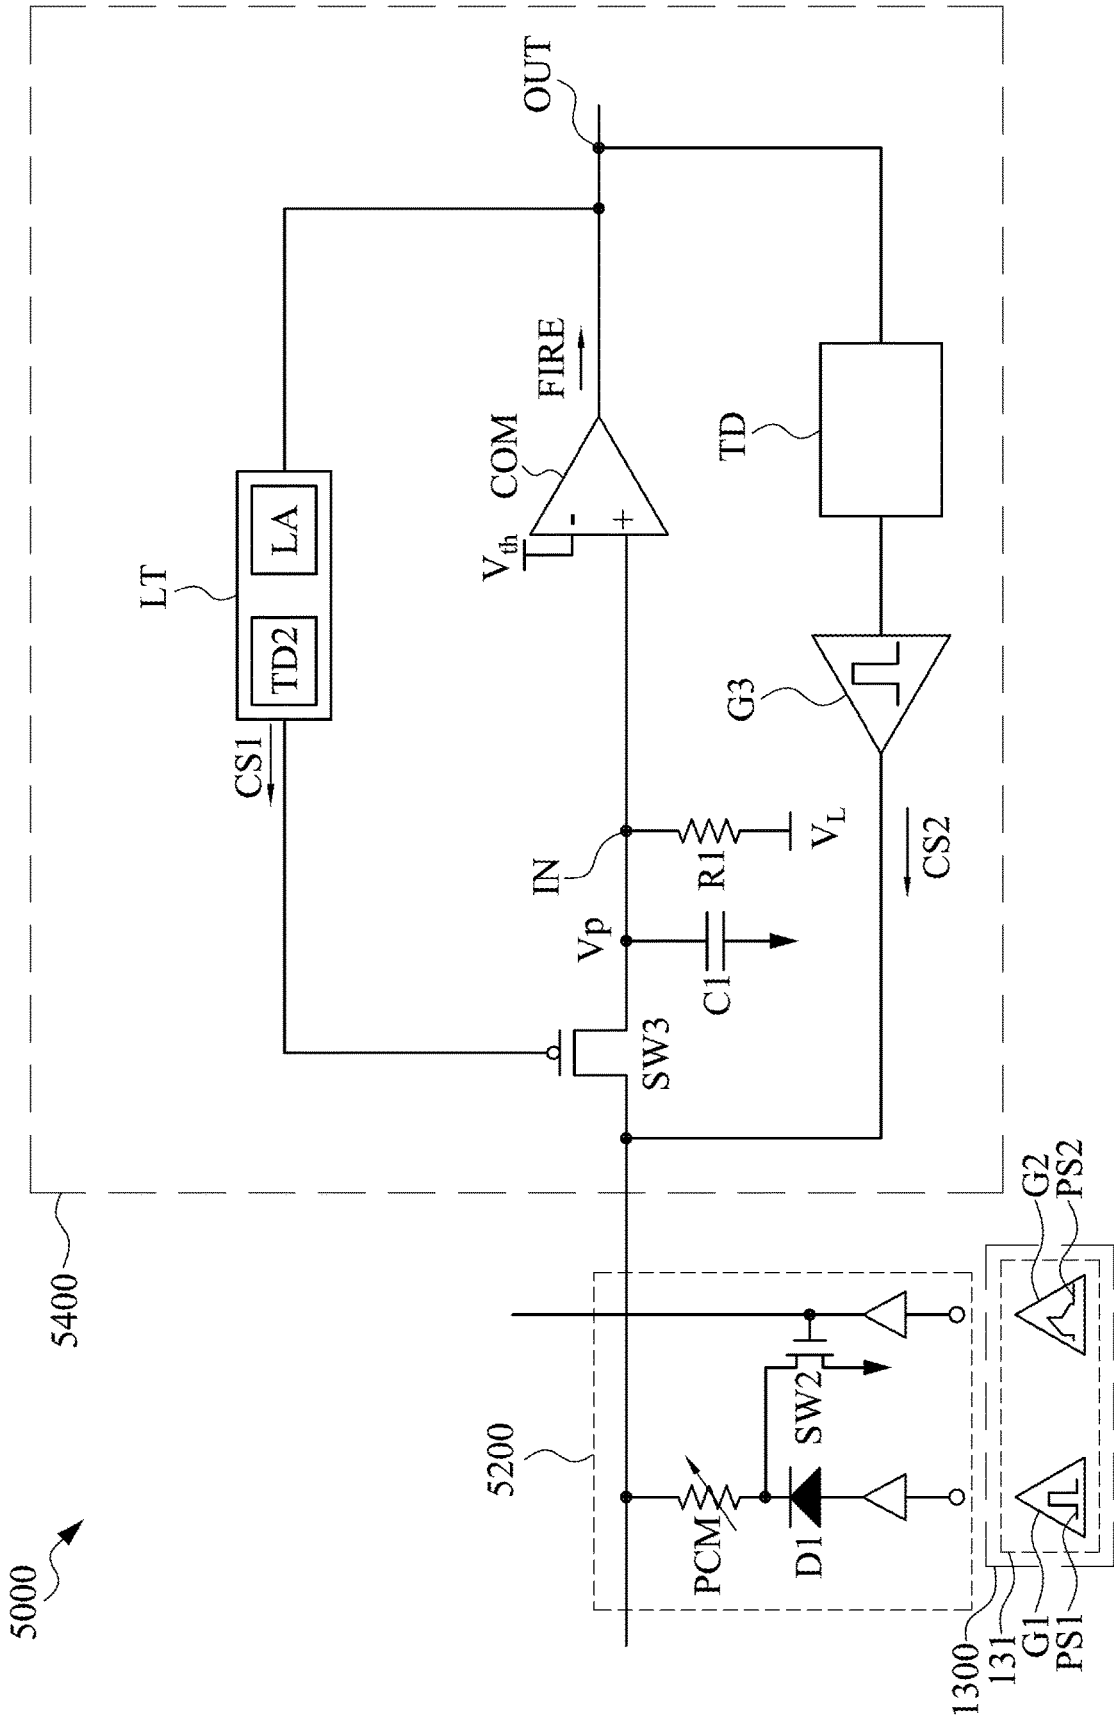 5000
5400
5200
LT
TD2
LA
CS1
OUT
FIRE
COM
Vth
-
+
IN
Vp
SW3
C1
R1
VL
TD
G3
CS2
PCM
D1
SW2
1300
131
G1
PS1
G2
PS2